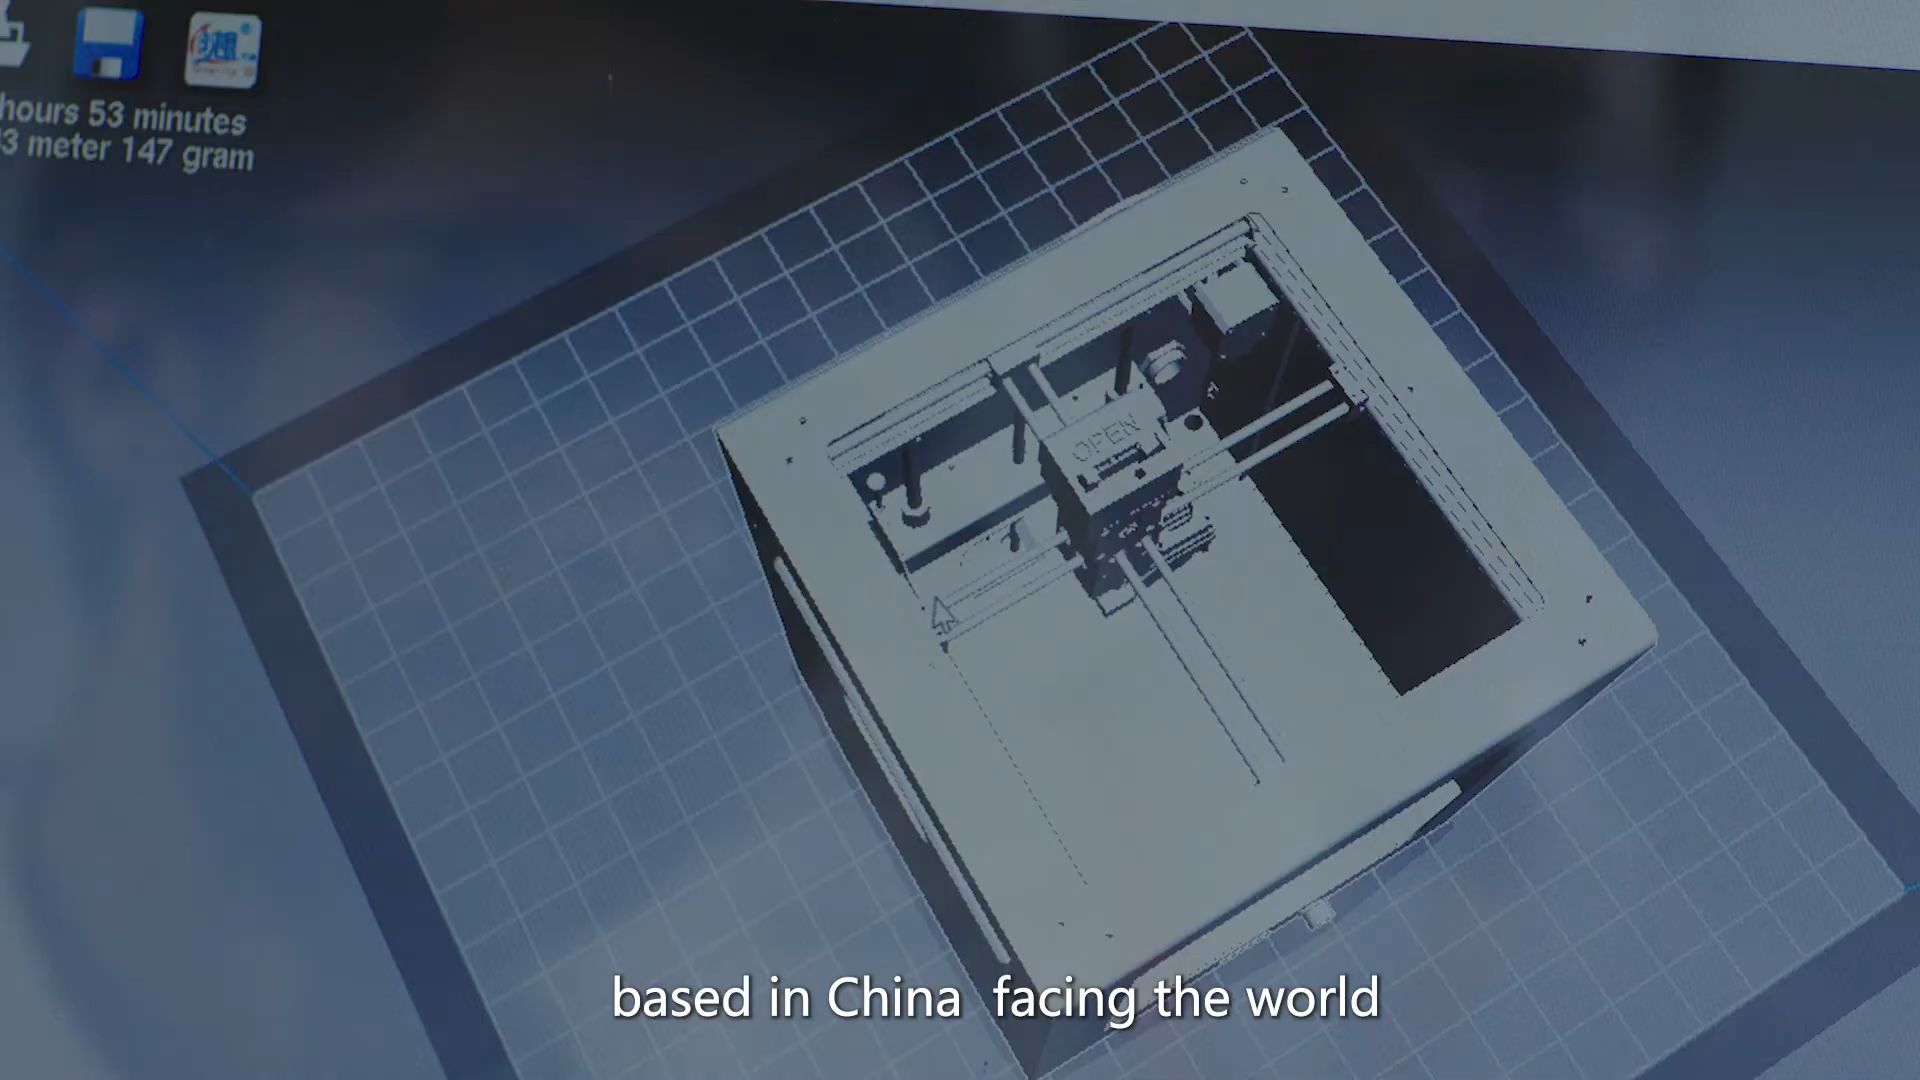 hours 53 minutes
3 meter 147 gram
OPEN
based in China facing the world